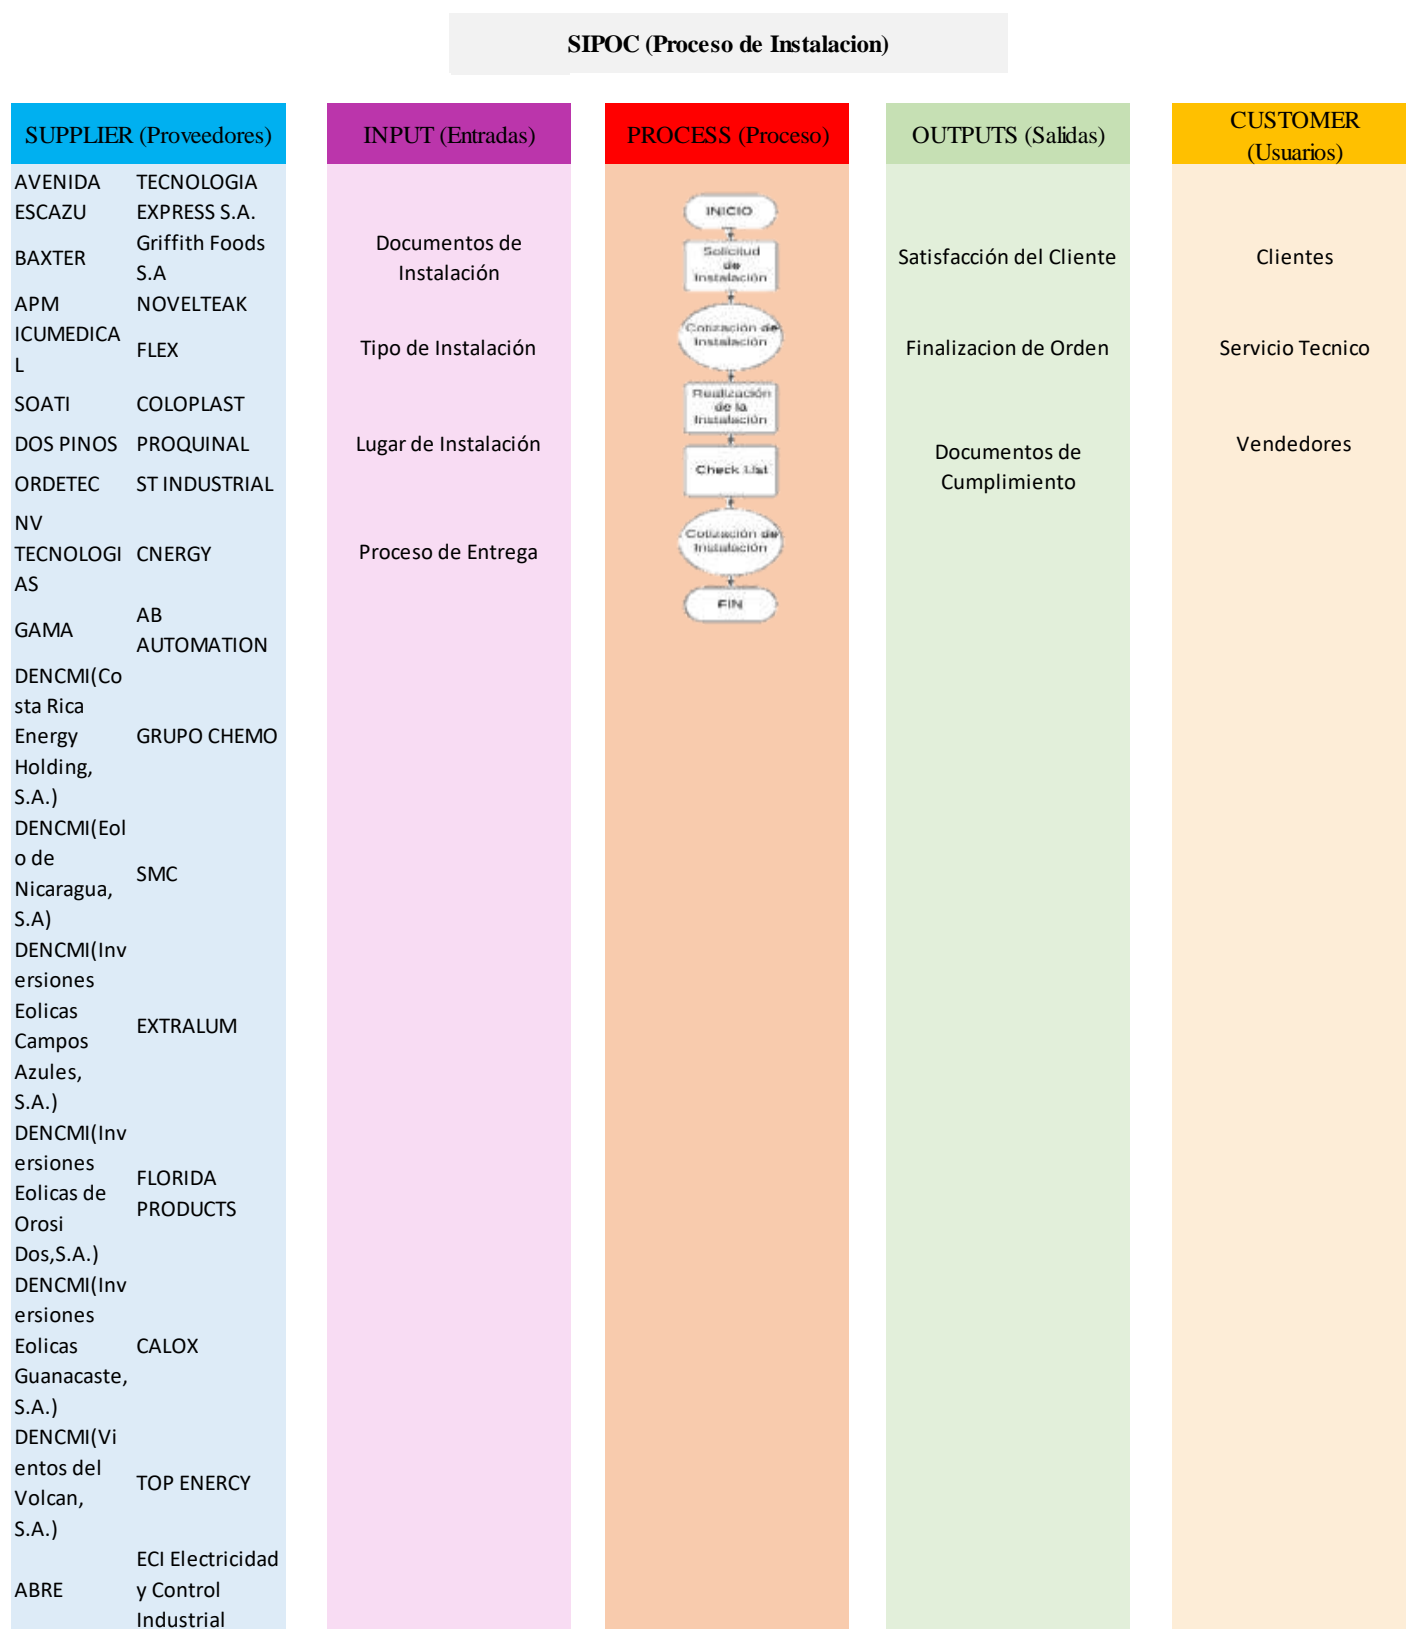 SIPOC (Proceso de Instalacion)
SUPPLIER (Proveedores)
AVENIDA
ESCAZU
TECNOLOGIA
EXPRESS S.A.
BAXTER
Griffith Foods
S.A
APM
NOVELTEAK
ICUMEDICA
L
FLEX
SOATI
COLOPLAST
DOS PINOS
PROQUINAL
ORDETEC
ST INDUSTRIAL
NV
TECNOLOGI
AS
CNERGY
GAMA
AB
AUTOMATION
DENCMI(Co
sta Rica
Energy
Holding,
S.A.)
GRUPO CHEMO
DENCMI(Eol
o de
Nicaragua,
S.A)
SMC
DENCMI(Inv
ersiones
Eolicas
Campos
Azules,
S.A.)
EXTRALUM
DENCMI(Inv
ersiones
Eolicas de
Orosi
Dos,S.A.)
FLORIDA
PRODUCTS
DENCMI(Inv
ersiones
Eolicas
Guanacaste,
S.A.)
CALOX
DENCMI(Vi
entos del
Volcan,
S.A.)
TOP ENERCY
ABRE
ECI Electricidad
y Control
Industrial
INPUT (Entradas)
Documentos de
Instalación
Tipo de Instalación
Lugar de Instalación
Proceso de Entrega
PROCESS (Proceso)
INICIO
Solicitud
de
Instalación
Cotización de
Instalación
Realización
de la
Instalación
Check List
Cotización de
Instalación
FIN
OUTPUTS (Salidas)
Satisfacción del Cliente
Finalizacion de Orden
Documentos de
Cumplimiento
CUSTOMER
(Usuarios)
Clientes
Servicio Tecnico
Vendedores